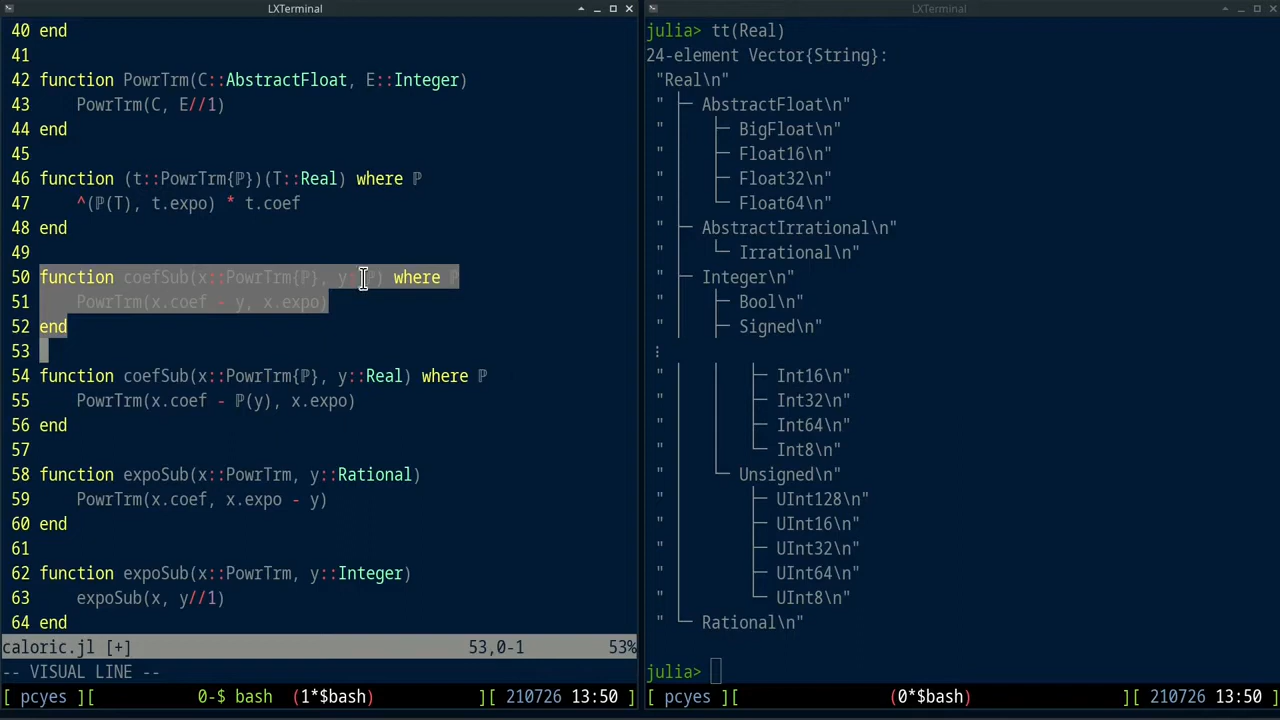 LXTerminal
40 end
41
42 function PowrTrm(C::AbstractFloat, E::Integer)
43     PowrTrm(C, E//1)
44 end
45
46 function (t::PowrTrm{ℙ})(T::Real) where ℙ
47     ^(ℙ(T), t.expo) * t.coef
48 end
49
50 function coefSub(x::PowrTrm{ℙ}, y::ℙ) where ℙ
51     PowrTrm(x.coef - y, x.expo)
52 end
53
54 function coefSub(x::PowrTrm{ℙ}, y::Real) where ℙ
55     PowrTrm(x.coef - ℙ(y), x.expo)
56 end
57
58 function expoSub(x::PowrTrm, y::Rational)
59     PowrTrm(x.coef, x.expo - y)
60 end
61
62 function expoSub(x::PowrTrm, y::Integer)
63     expoSub(x, y//1)
64 end
caloric.jl [+] 53,0-1 53%
-- VISUAL LINE --
[ pcyes ][ 0-$ bash (1*$bash) ][ 210726 13:50 ]
LXTerminal
julia> tt(Real)
24-element Vector{String}:
 "Real\n"
 " ├─ AbstractFloat\n"
 " │  ├─ BigFloat\n"
 " │  ├─ Float16\n"
 " │  ├─ Float32\n"
 " │  └─ Float64\n"
 " ├─ AbstractIrrational\n"
 " │  └─ Irrational\n"
 " ├─ Integer\n"
 " │  ├─ Bool\n"
 " │  ├─ Signed\n"
 ⋮
 " │  │  ├─ Int16\n"
 " │  │  ├─ Int32\n"
 " │  │  ├─ Int64\n"
 " │  │  └─ Int8\n"
 " │  └─ Unsigned\n"
 " │     ├─ UInt128\n"
 " │     ├─ UInt16\n"
 " │     ├─ UInt32\n"
 " │     ├─ UInt64\n"
 " │     └─ UInt8\n"
 " └─ Rational\n"
julia>
[ pcyes ][ (0*$bash) ][ 210726 13:50 ]